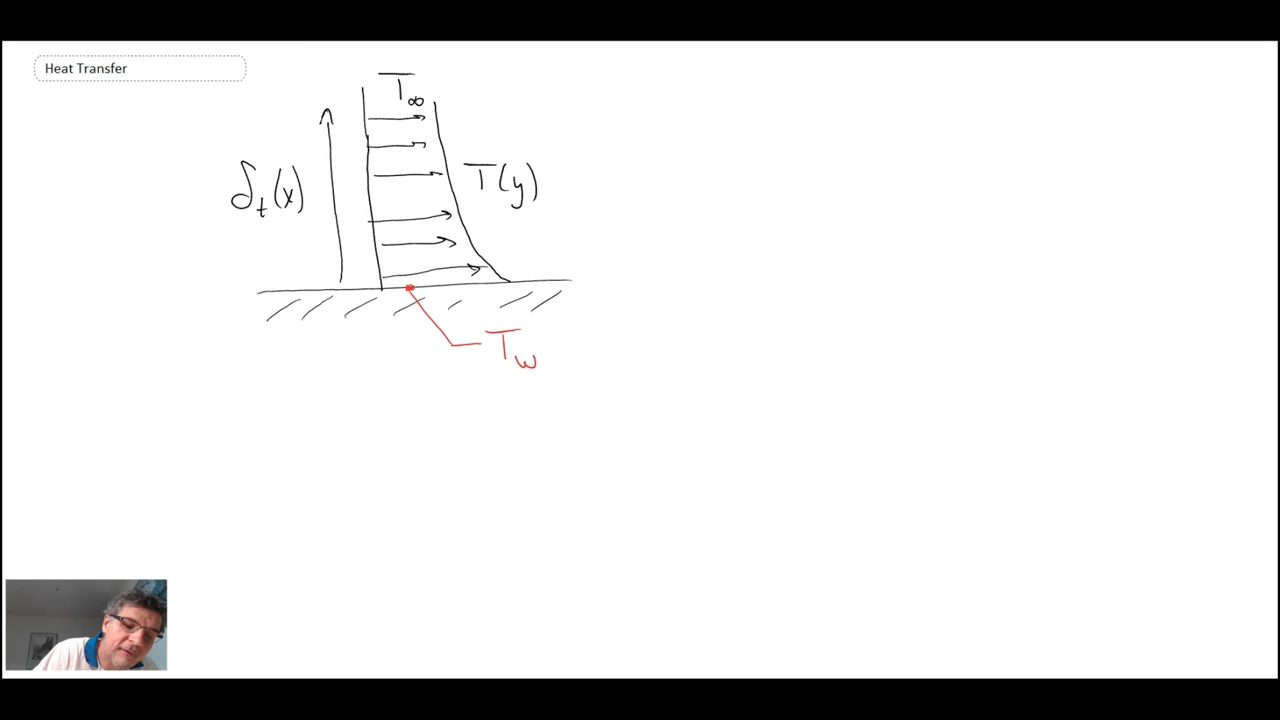 Heat Transfer
T∞
δt(x)
T(y)
Tw